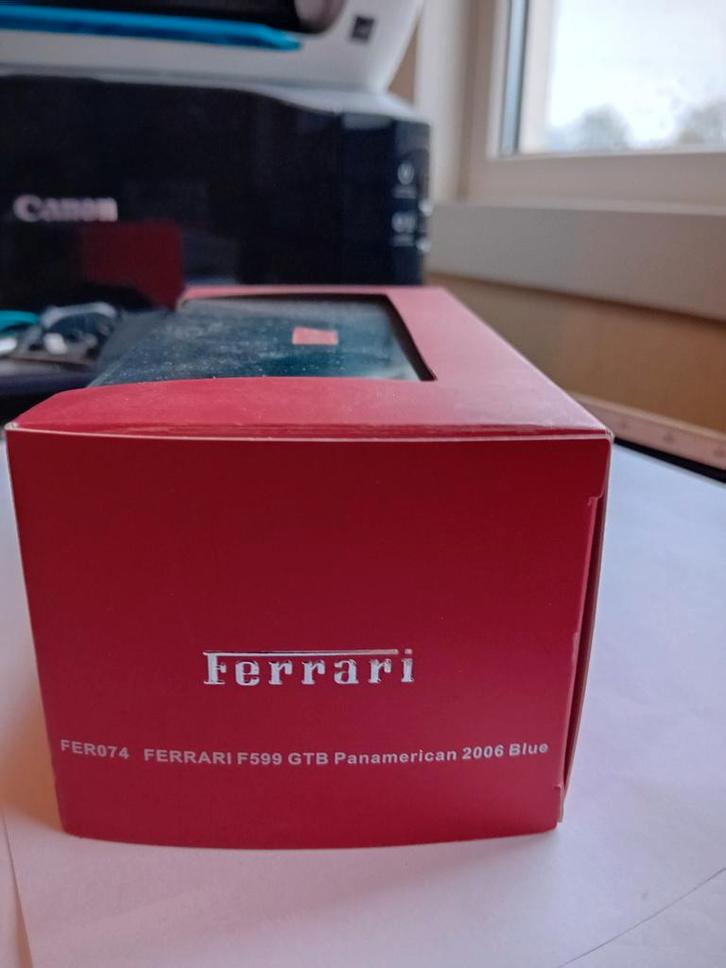 Canon
Ferrari
FER074 FERRARI F599 GTB Panamerican 2006 Blue